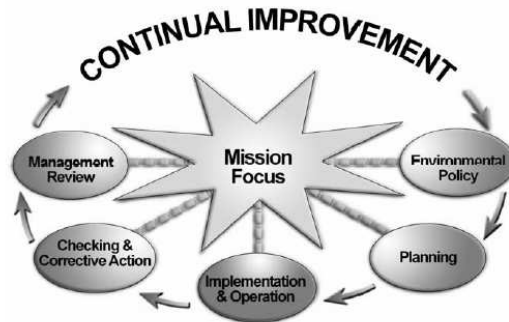 CONTINUAL IMPROVEMENT
Mission
Focus
Environmental
Policy
Planning
Implementation
& Operation
Checking &
Corrective Action
Management
Review